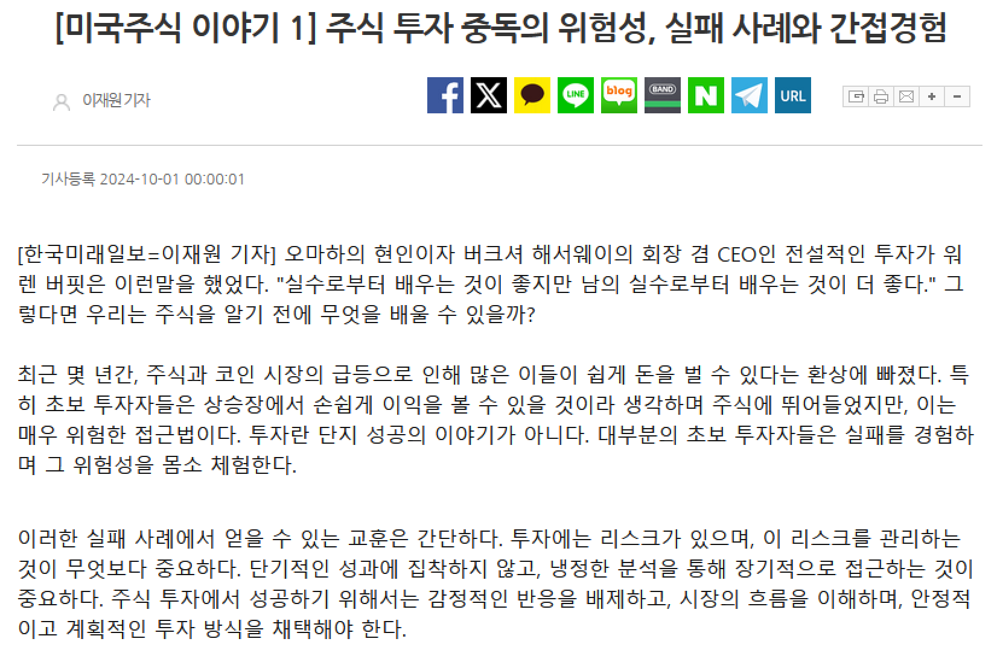 [미국주식 이야기 1] 주식 투자 중독의 위험성, 실패 사례와 간접경험
이재원 기자
LINE
blog
BAND
N
URL
기사등록 2024-10-01 00:00:01
[한국미래일보=이재원 기자] 오마하의 현인이자 버크셔 해서웨이의 회장 겸 CEO인 전설적인 투자가 워
렌 버핏은 이런말을 했었다. "실수로부터 배우는 것이 좋지만 남의 실수로부터 배우는 것이 더 좋다." 그
렇다면 우리는 주식을 알기 전에 무엇을 배울 수 있을까?
최근 몇 년간, 주식과 코인 시장의 급등으로 인해 많은 이들이 쉽게 돈을 벌 수 있다는 환상에 빠졌다. 특
히 초보 투자자들은 상승장에서 손쉽게 이익을 볼 수 있을 것이라 생각하며 주식에 뛰어들었지만, 이는
매우 위험한 접근법이다. 투자란 단지 성공의 이야기가 아니다. 대부분의 초보 투자자들은 실패를 경험하
며 그 위험성을 몸소 체험한다.
이러한 실패 사례에서 얻을 수 있는 교훈은 간단하다. 투자에는 리스크가 있으며, 이 리스크를 관리하는
것이 무엇보다 중요하다. 단기적인 성과에 집착하지 않고, 냉정한 분석을 통해 장기적으로 접근하는 것이
중요하다. 주식 투자에서 성공하기 위해서는 감정적인 반응을 배제하고, 시장의 흐름을 이해하며, 안정적
이고 계획적인 투자 방식을 채택해야 한다.